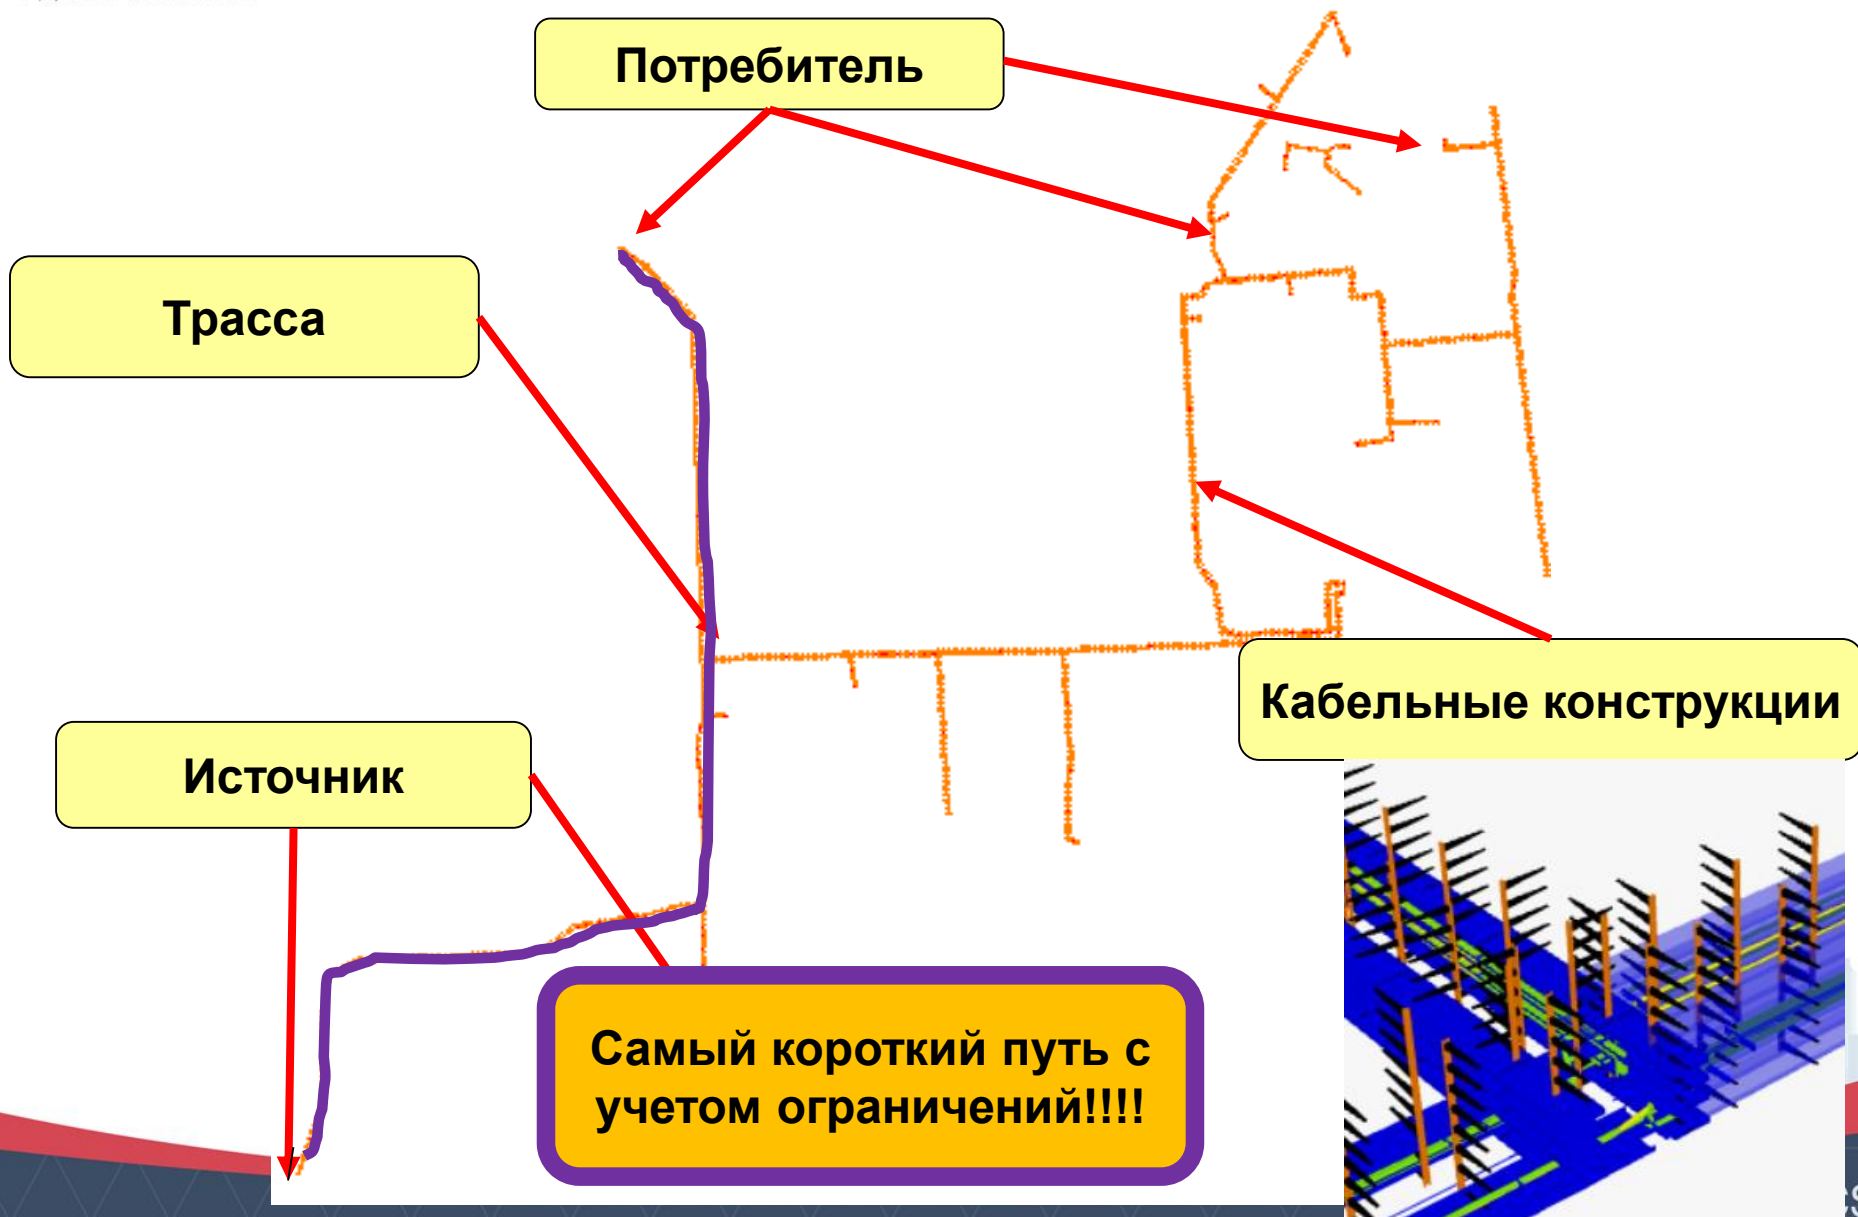 Потребитель
Трасса
Кабельные конструкции
Источник
Самый короткий путь с
учетом ограничений!!!!